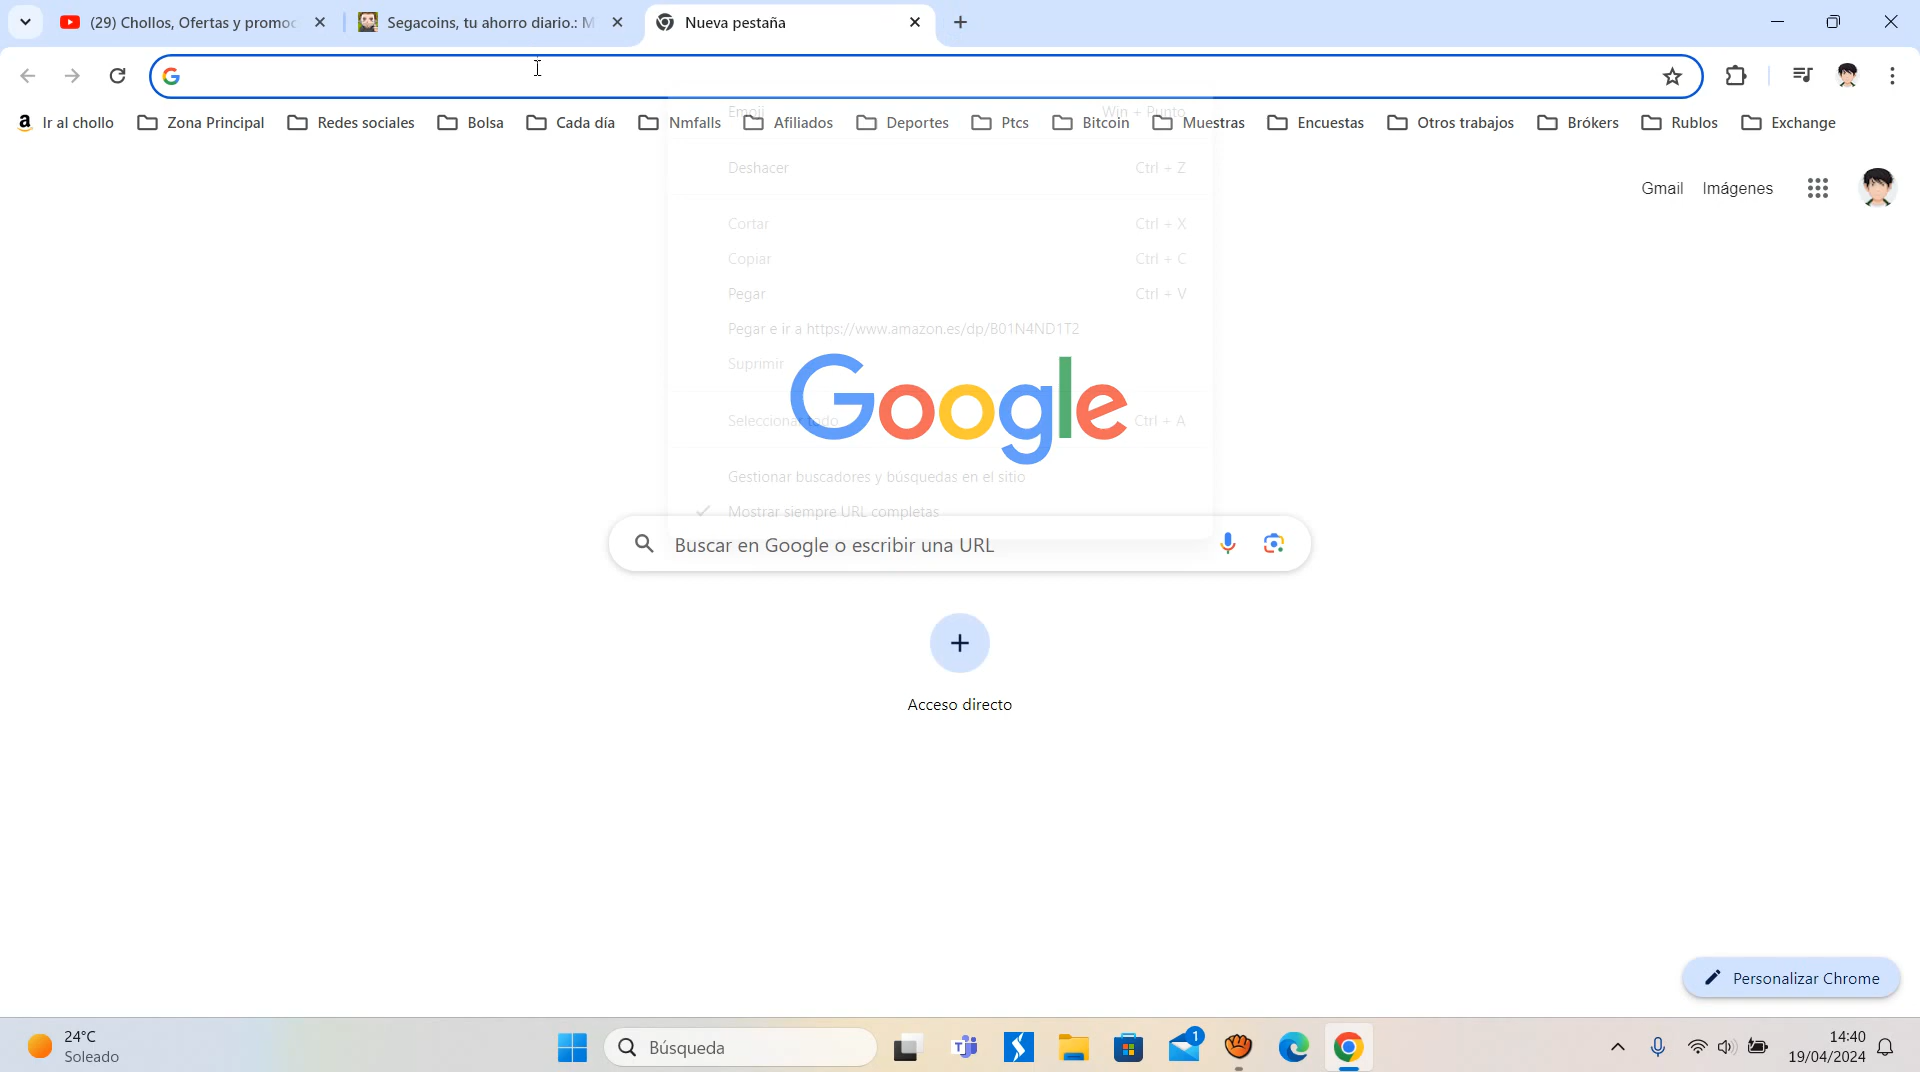 (29) Chollos, Ofertas y promoc
Segacoins, tu ahorro diario.: M
Nueva pestaña
Ir al chollo
Zona Principal
Redes sociales
Bolsa
Cada día
Nmfalls
Afiliados
Deportes
Ptcs
Bitcoin
Muestras
Encuestas
Otros trabajos
Brókers
Rublos
Exchange
Emoji Win + Punto
Deshacer Ctrl + Z
Gmail Imágenes
Cortar Ctrl + X
Copiar Ctrl + C
Pegar Ctrl + V
Pegar e ir a https://www.amazon.es/dp/B01N4ND1T2
Suprimir
Google
Seleccionar todo Ctrl + A
Gestionar buscadores y búsquedas en el sitio
Mostrar siempre URL completas
Buscar en Google o escribir una URL
Acceso directo
Personalizar Chrome
24°C
Soleado
Búsqueda
1
14:40
19/04/2024